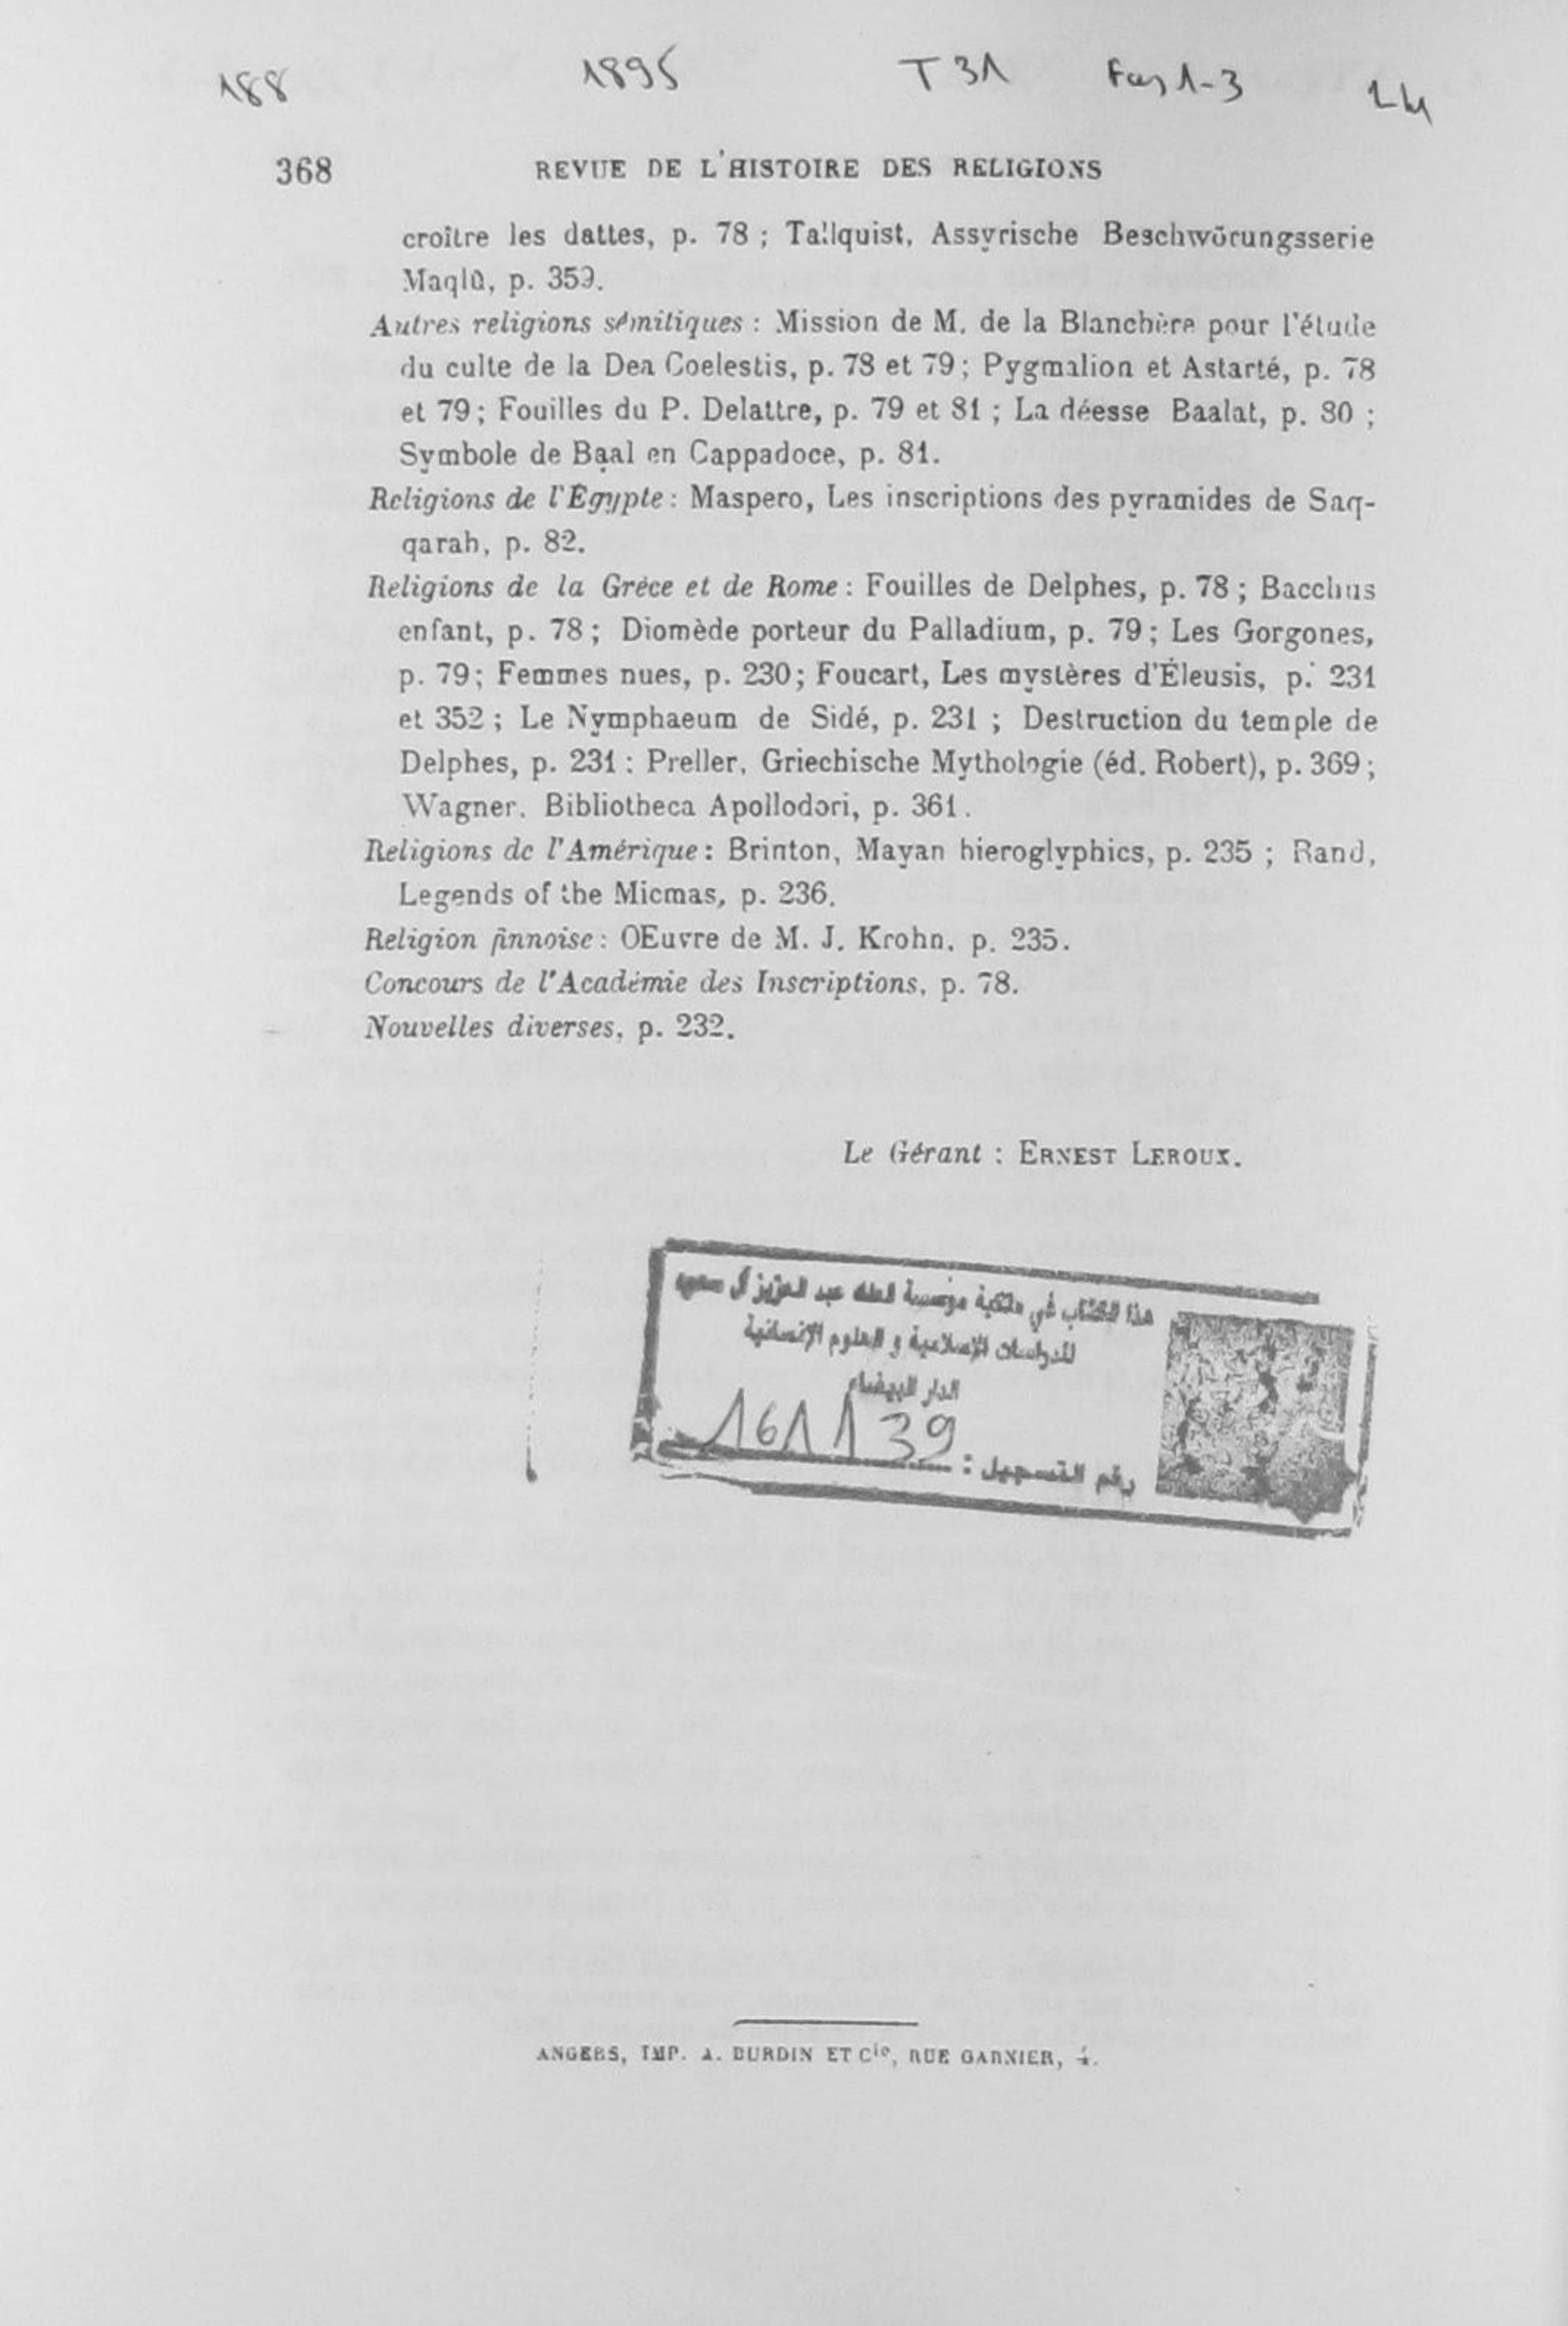 188 1895 T 31 Fas 1-3
368 REVUE DE L'HISTOIRE DES RELIGIONS
croître les dattes, p. 78 ; Tallquist, Assyrische Beschwörungsserie
Maqlû, p. 359.
Autres religions sémitiques : Mission de M. de la Blanchère pour l'étude
du culte de la Dea Coelestis, p. 78 et 79 ; Pygmalion et Astarté, p. 78
et 79 ; Fouilles du P. Delattre, p. 79 et 81 ; La déesse Baalat, p. 80 ;
Symbole de Baal en Cappadoce, p. 81.
Religions de l'Égypte : Maspero, Les inscriptions des pyramides de Saq-
qarah, p. 82.
Religions de la Grèce et de Rome : Fouilles de Delphes, p. 78 ; Bacchus
enfant, p. 78 ; Diomède porteur du Palladium, p. 79 ; Les Gorgones,
p. 79 ; Femmes nues, p. 230 ; Foucart, Les mystères d'Éleusis, p. 231
et 352 ; Le Nymphaeum de Sidé, p. 231 ; Destruction du temple de
Delphes, p. 231 : Preller, Griechische Mythologie (éd. Robert), p. 369 ;
Wagner. Bibliotheca Apollodori, p. 361.
Religions de l'Amérique : Brinton, Mayan hieroglyphics, p. 235 ; Rand,
Legends of the Micmas, p. 236.
Religion finnoise : OEuvre de M. J. Krohn. p. 235.
Concours de l'Académie des Inscriptions, p. 78.
Nouvelles diverses, p. 232.
Le Gérant : ERNEST LEROUX.
هذا الكتاب في ملكية مؤسسة الملك عبد العزيز آل سعود
للدراسات الإسلامية و العلوم الإنسانية
الدار البيضاء
رقم التسجيل : 161139
ANGERS, IMP. A. BURDIN ET Cie, RUE GARNIER, 4.